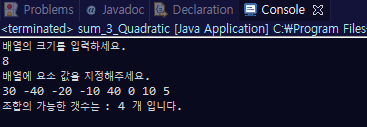 Problems @ Javadoc Declaration Console
<terminated> sum_3_Quadratic [Java Application] C:\Program Files
배열의 크기를 입력하세요.
8
배열에 요소 값을 지정해주세요.
30 -40 -20 -10 40 0 10 5
조합의 가능한 갯수는 : 4 개 입니다.